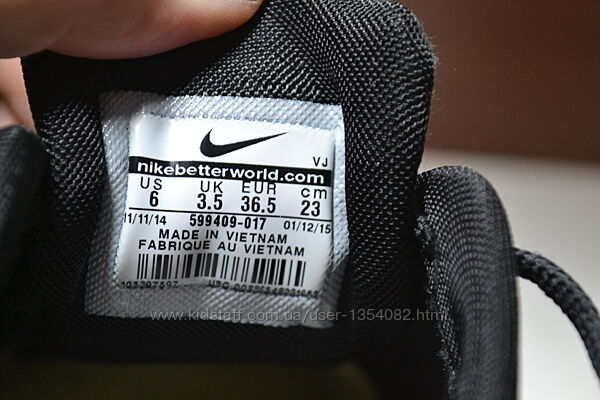 VJ
nikebetterworld.com
US UK EUR cm
6 3.5 36.5 23
11/11/14 599409-017 01/12/15
MADE IN VIETNAM
FABRIQUE AU VIETNAM
www.kidstaff.com.ua/user-1354082.html